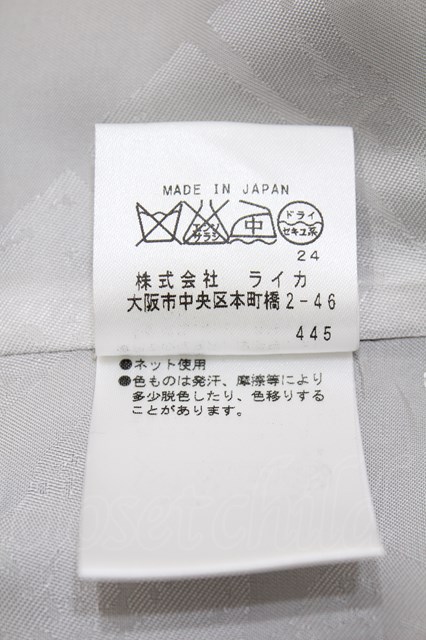 MADE IN JAPAN
エンソ
サラシ
中
ドライ
セキユ系
24
株式会社 ライカ
大阪市中央区本町橋2-46
445
●ネット使用
●色ものは発汗、摩擦等により
多少脱色したり、色移りする
ことがあります。
closet child